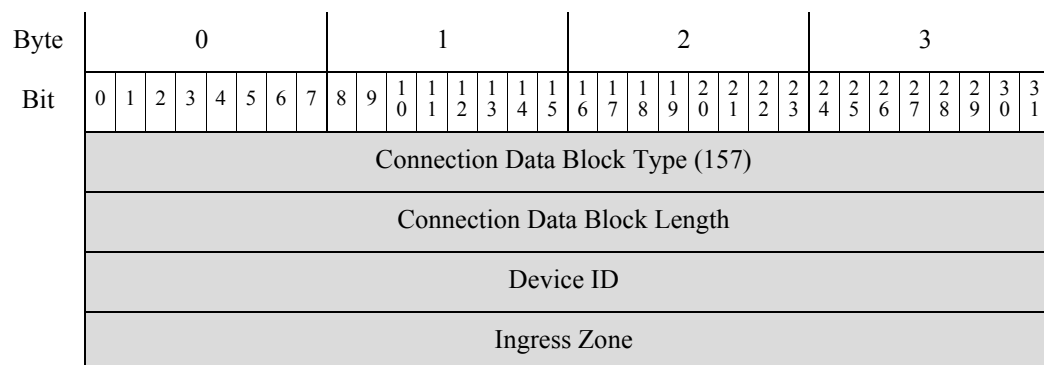 Byte 0 1 2 3
Bit 0 1 2 3 4 5 6 7 8 9 10 11 12 13 14 15 16 17 18 19 20 21 22 23 24 25 26 27 28 29 30 31
Connection Data Block Type (157)
Connection Data Block Length
Device ID
Ingress Zone